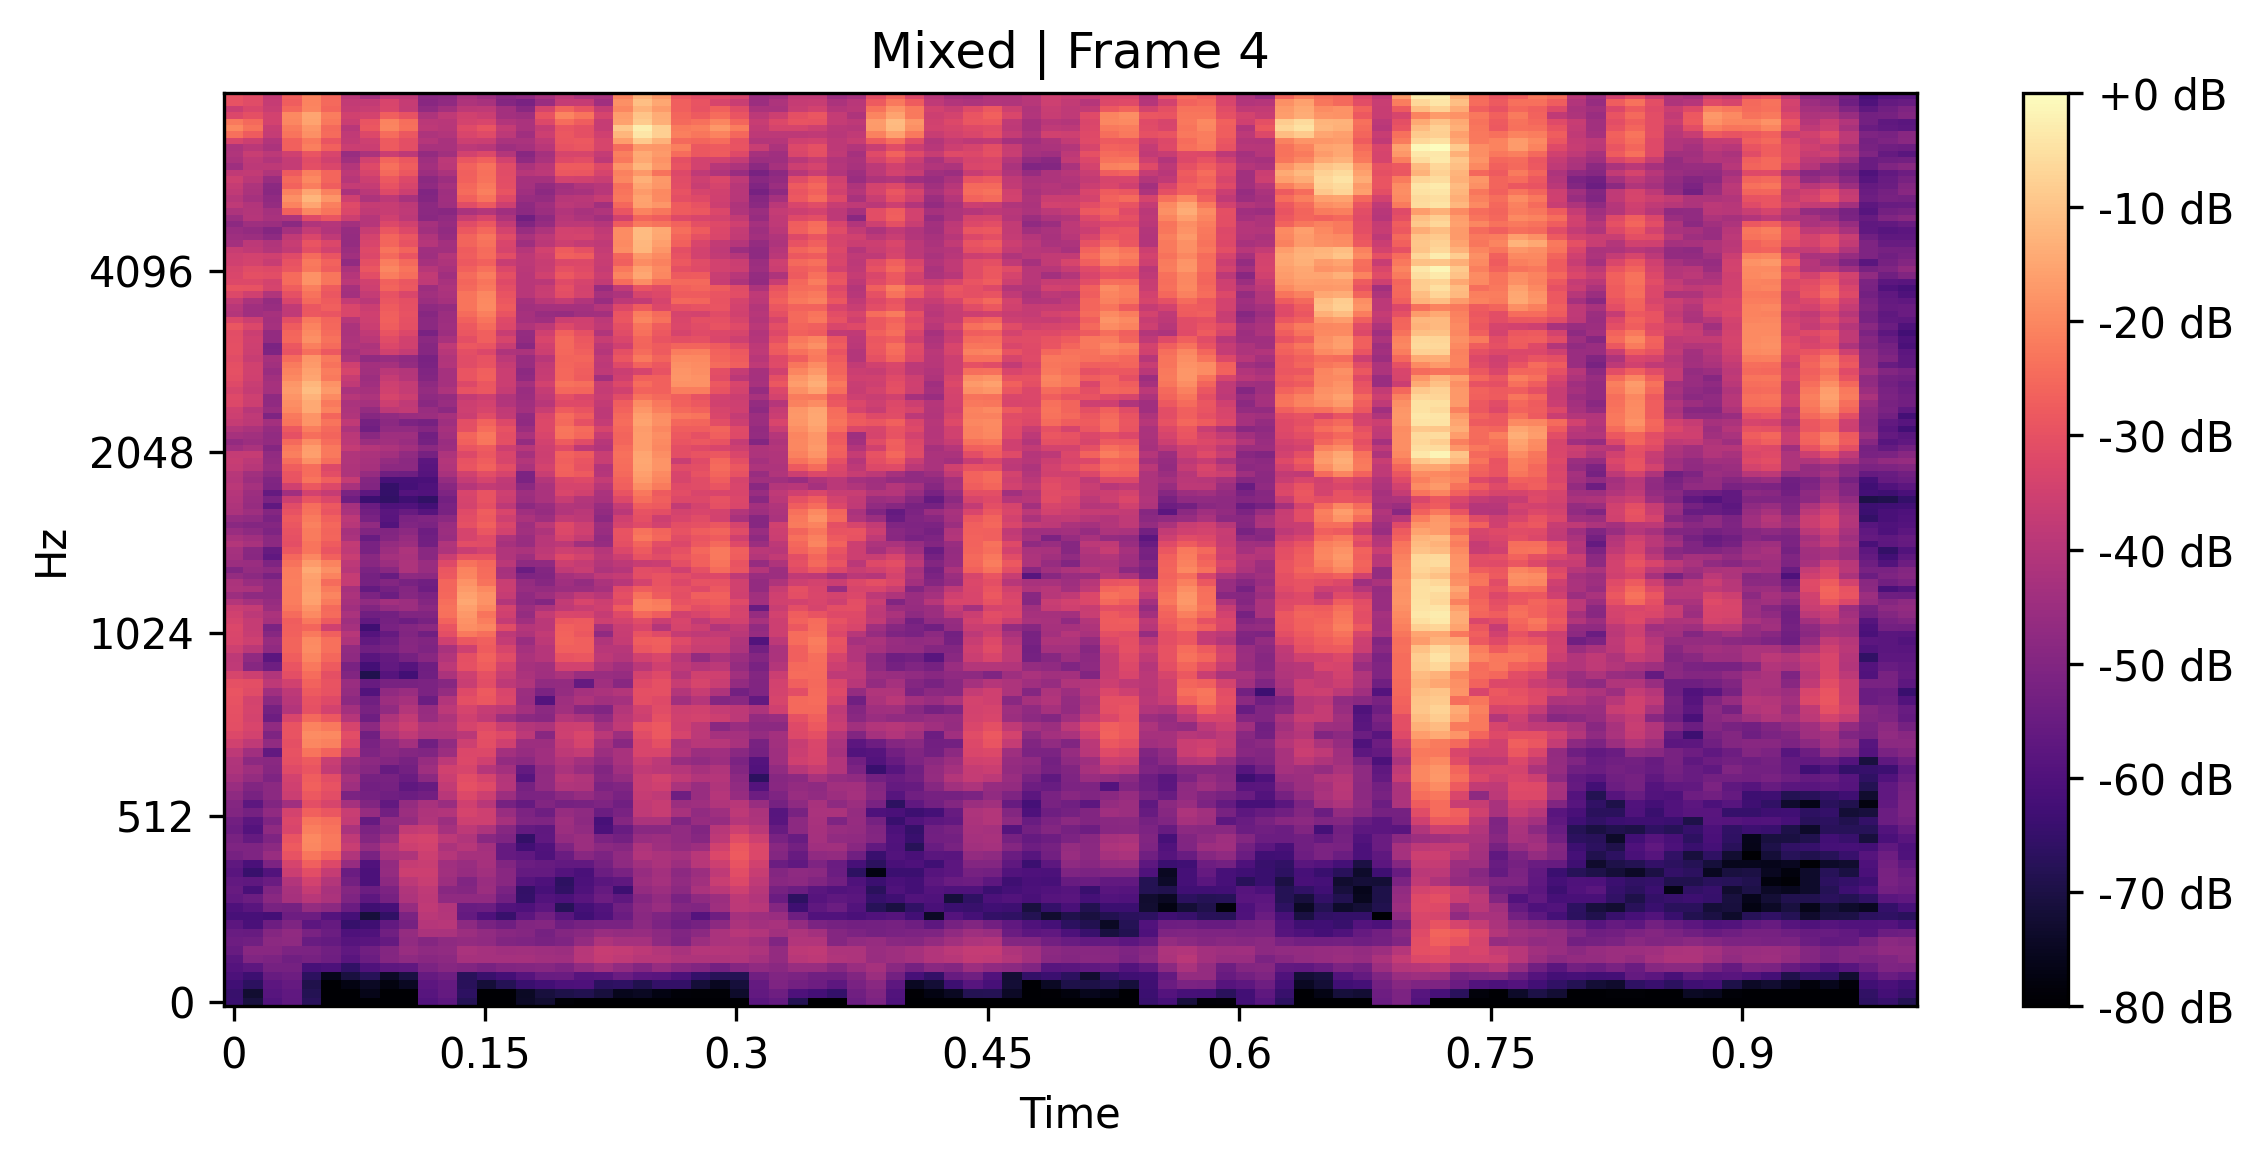 Mixed | Frame 4
+0 dB
-10 dB
-20 dB
-30 dB
-40 dB
-50 dB
-60 dB
-70 dB
-80 dB
Hz
4096
2048
1024
512
0
0 0.15 0.3 0.45 0.6 0.75 0.9
Time